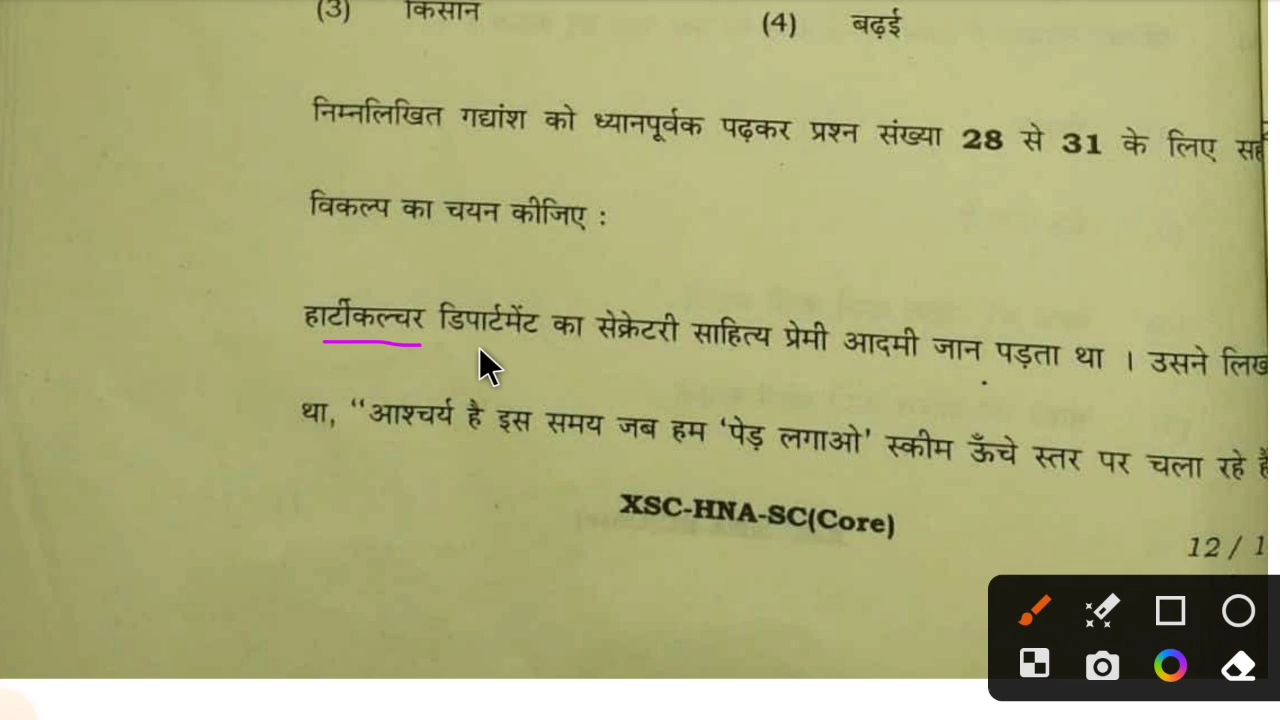 (3) किसान
(4) बढ़ई
निम्नलिखित गद्यांश को ध्यानपूर्वक पढ़कर प्रश्न संख्या 28 से 31 के लिए
विकल्प का चयन कीजिए :
हार्टीकल्चर डिपार्टमेंट का सेक्रेटरी साहित्य प्रेमी आदमी जान पड़ता था । उसने
था, “आश्चर्य है इस समय जब हम ‘पेड़ लगाओ’ स्कीम ऊँचे स्तर पर चला रहे
XSC-HNA-SC(Core)
12 / 1